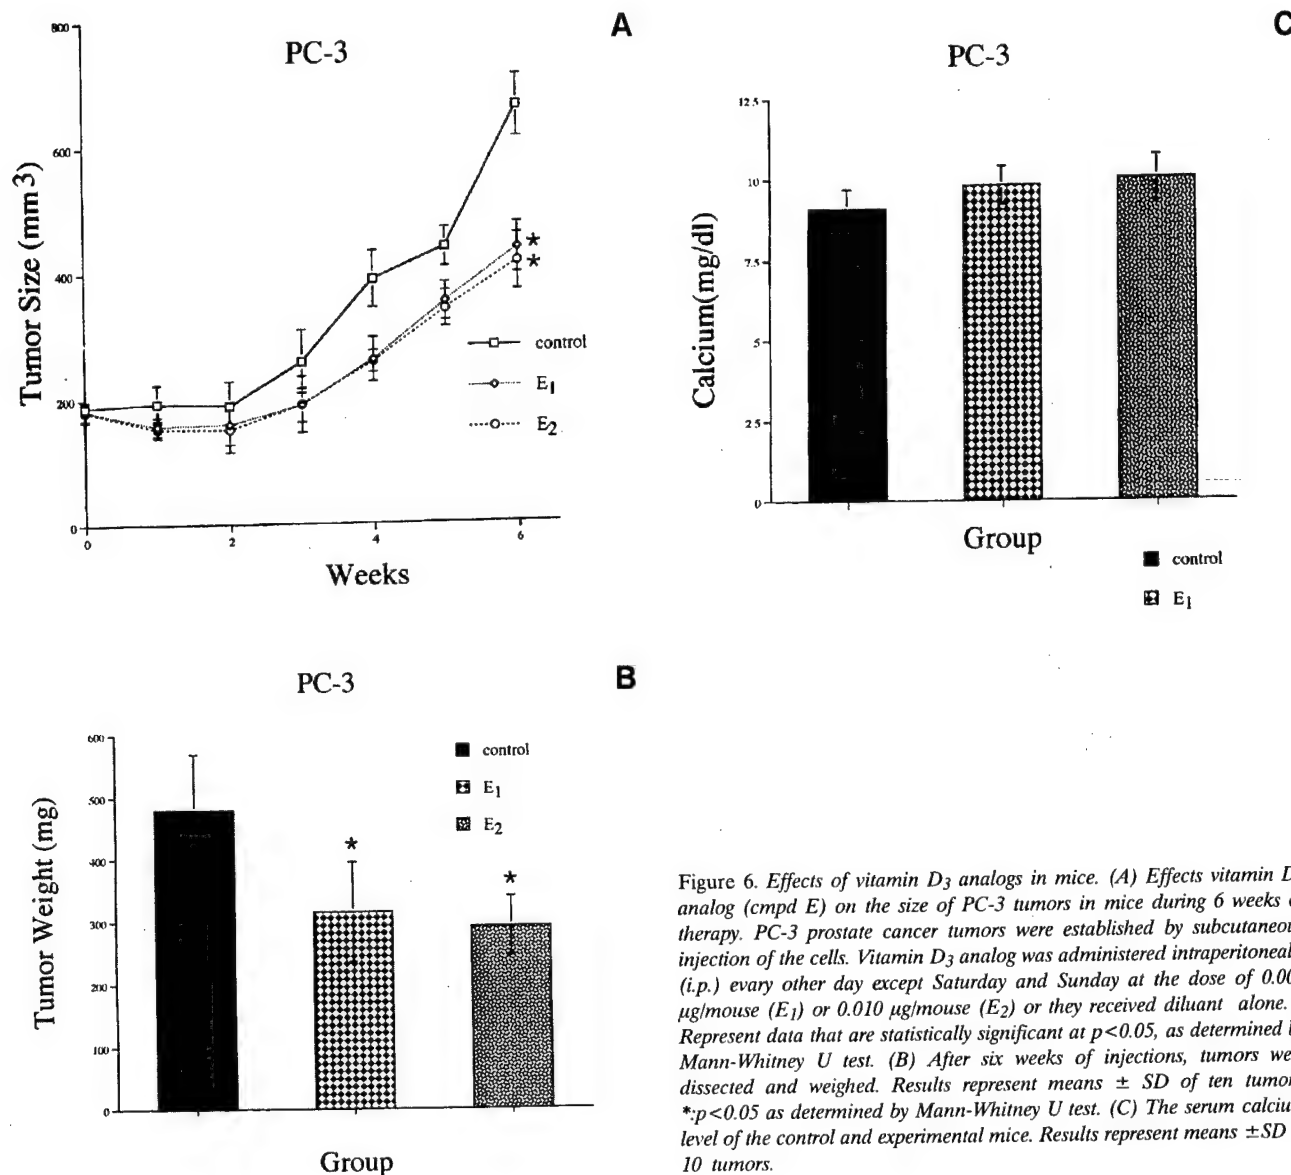 A
PC-3
800
600
400
200
0
Tumor Size (mm3)
0 2 4 6
Weeks
*
*
control
E1
E2
C
PC-3
12.5
10
7.5
5
2.5
0
Calcium(mg/dl)
Group
control
E1
B
PC-3
600
500
400
300
200
100
0
Tumor Weight (mg)
*
*
Group
control
E1
E2
Figure 6. Effects of vitamin D3 analogs in mice. (A) Effects vitamin D
analog (cmpd E) on the size of PC-3 tumors in mice during 6 weeks
therapy. PC-3 prostate cancer tumors were established by subcutaneou
injection of the cells. Vitamin D3 analog was administered intraperitoneal
(i.p.) evary other day except Saturday and Sunday at the dose of 0.00
µg/mouse (E1) or 0.010 µg/mouse (E2) or they received diluant alone.
Represent data that are statistically significant at p<0.05, as determined
Mann-Whitney U test. (B) After six weeks of injections, tumors we
dissected and weighed. Results represent means ± SD of ten tumor
*:p<0.05 as determined by Mann-Whitney U test. (C) The serum calciu
level of the control and experimental mice. Results represent means ±SD
10 tumors.